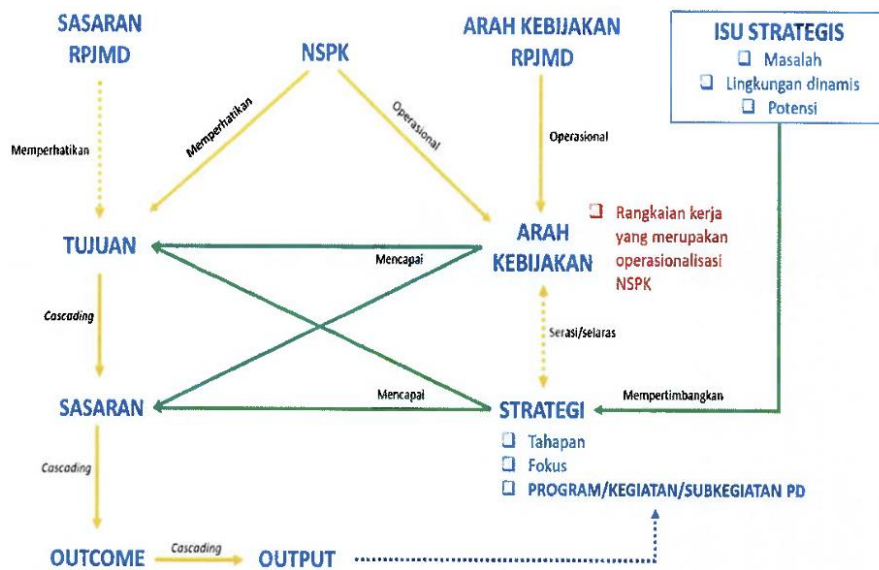 SASARAN
RPJMD
NSPK
ARAH KEBIJAKAN
RPJMD
ISU STRATEGIS
Masalah
Lingkungan dinamis
Potensi
Memperhatikan
Memperhatikan
Operasional
Operasional
TUJUAN
Mencapai
ARAH
KEBIJAKAN
Rangkaian kerja
yang merupakan
operasionalisasi
NSPK
Cascading
Serasi/selaras
SASARAN
Mencapai
STRATEGI
Mempertimbangkan
Tahapan
Fokus
PROGRAM/KEGIATAN/SUBKEGIATAN PD
Cascading
OUTCOME
Cascading
OUTPUT